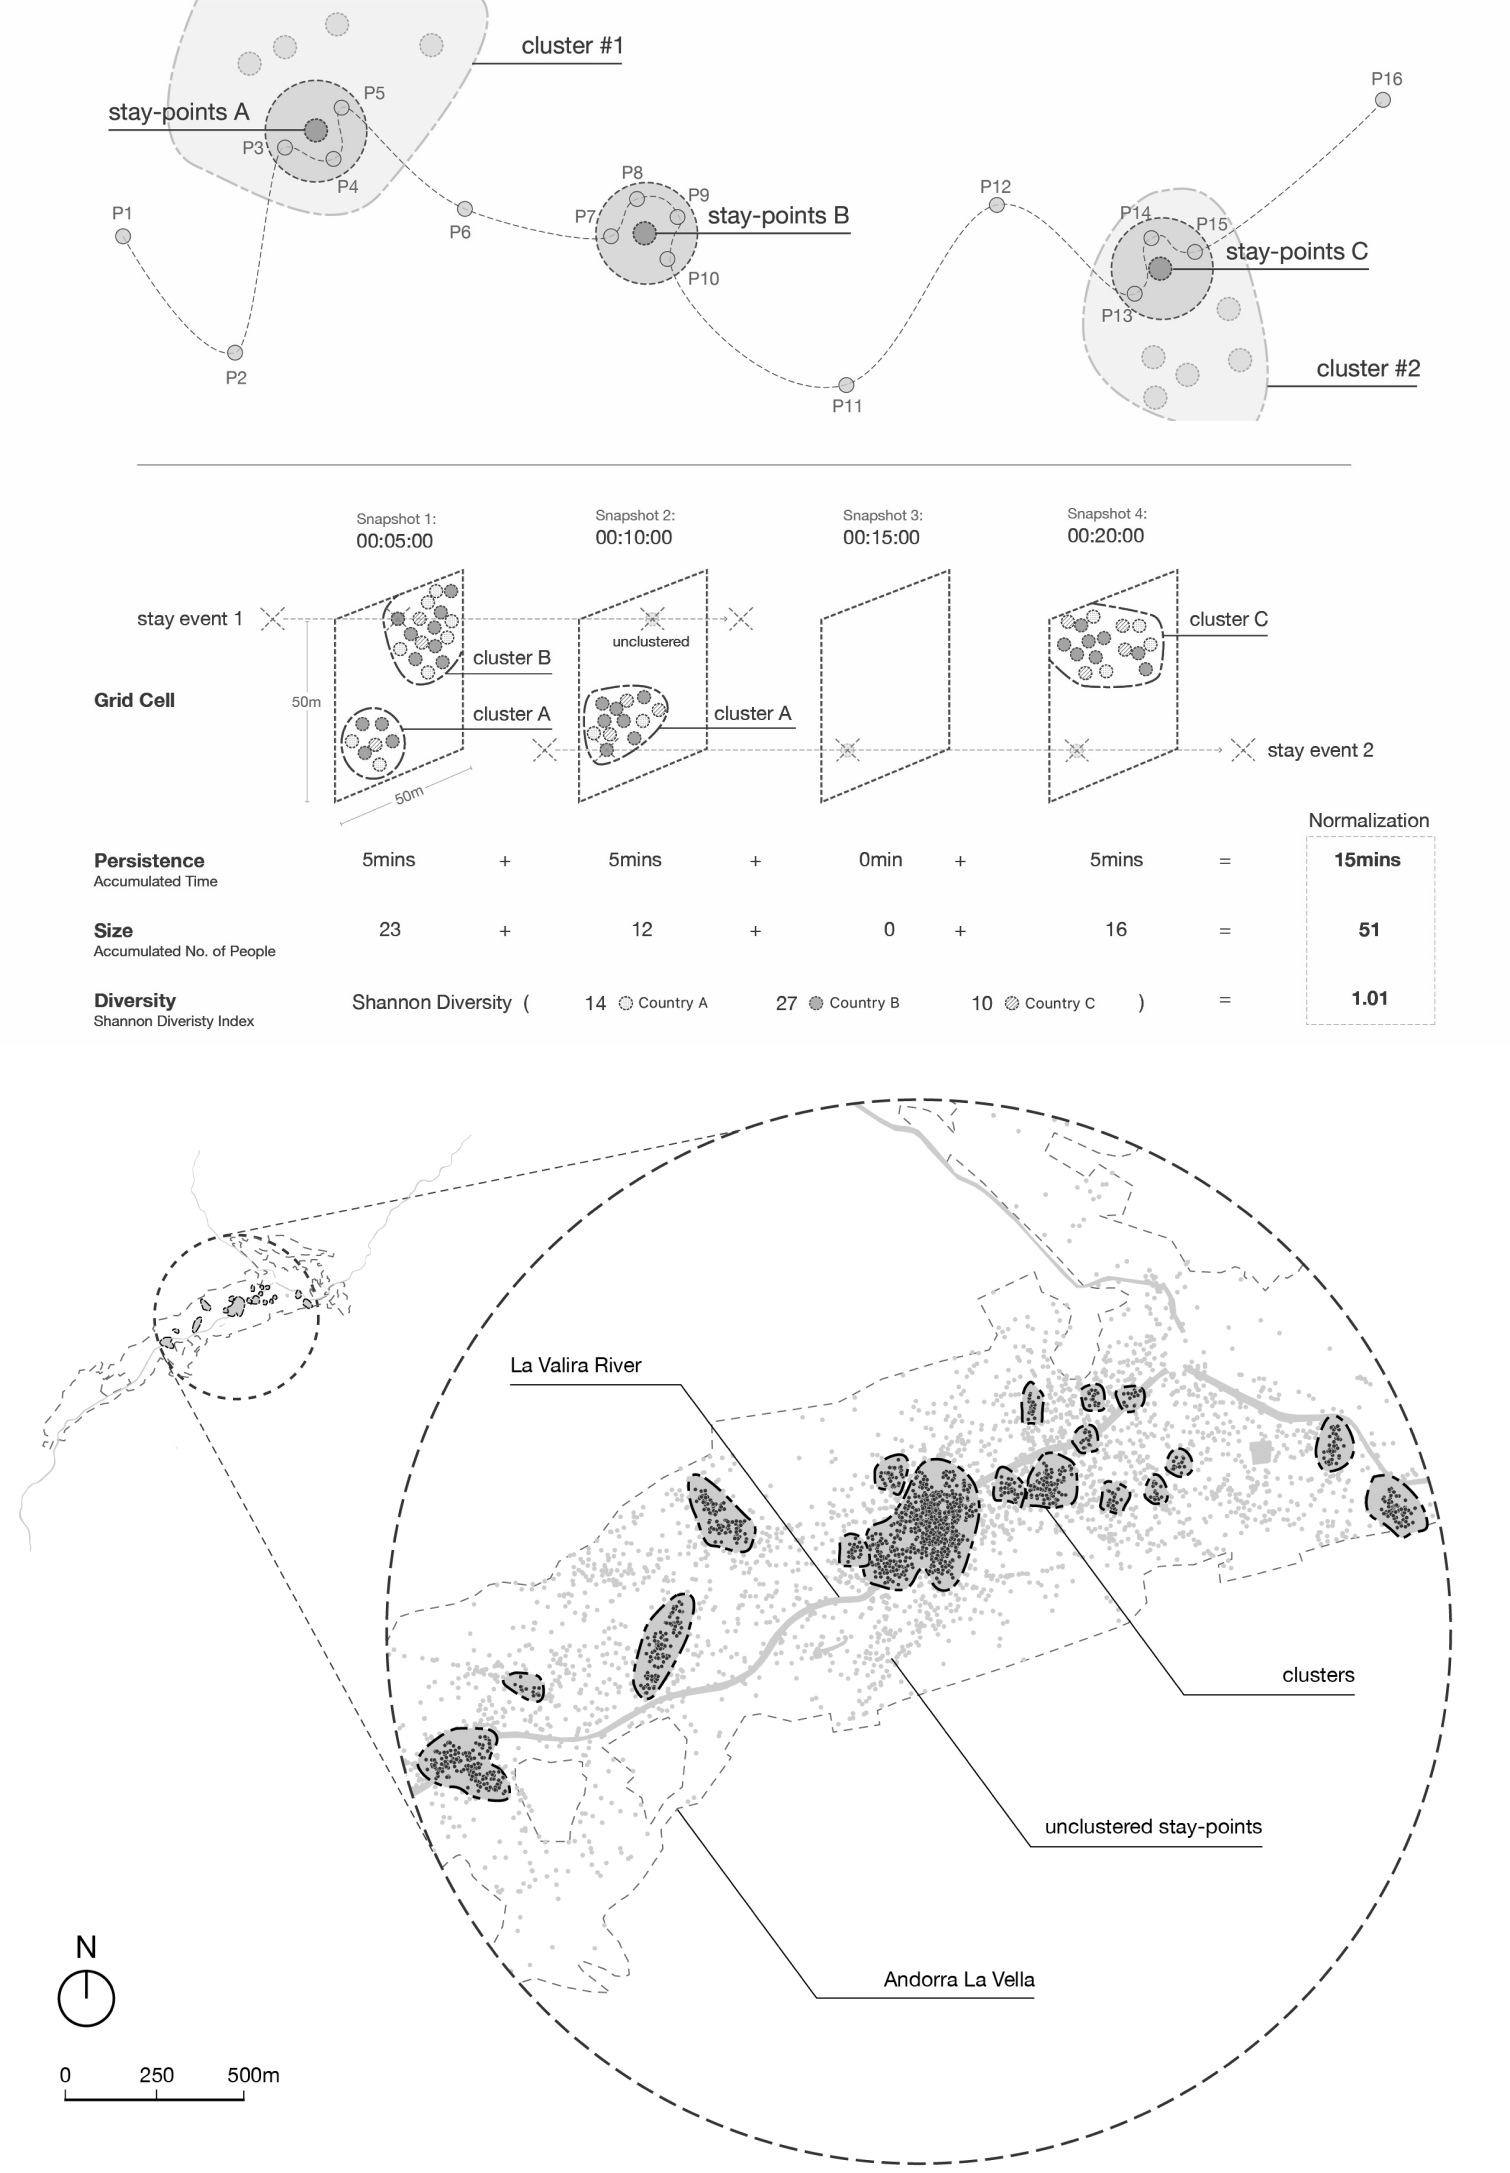 cluster #1
P16
P5
stay-points A
P3
P8
P4
P9
P12
P14
P1
P7
stay-points B
P15
P6
stay-points C
P10
P13
P2
cluster #2
P11
Snapshot 1:
00:05:00
Snapshot 2:
00:10:00
Snapshot 3:
00:15:00
Snapshot 4:
00:20:00
stay event 1
cluster C
unclustered
cluster B
Grid Cell
50m
cluster A
cluster A
stay event 2
50m
Normalization
Persistence 5mins + 5mins + 0min + 5mins = 15mins
Accumulated Time
Size 23 + 12 + 0 + 16 = 51
Accumulated No. of People
Diversity Shannon Diversity ( 14 Country A 27 Country B 10 Country C ) = 1.01
Shannon Diveristy Index
La Valira River
clusters
unclustered stay-points
Andorra La Vella
N
0 250 500m